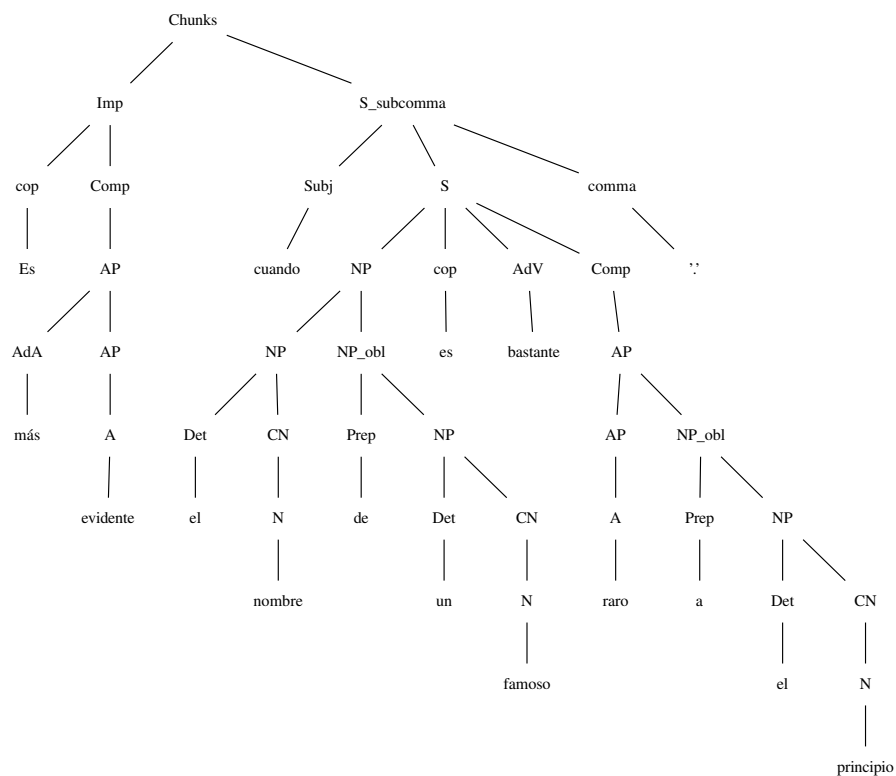 Chunks
Imp S_subcomma
cop Comp Subj S comma
Es AP cuando NP cop AdV Comp '.'
AdA AP NP NP_obl es bastante AP
más A Det CN Prep NP AP NP_obl
evidente el N de Det CN A Prep NP
nombre un N raro a Det CN
famoso el N
principio